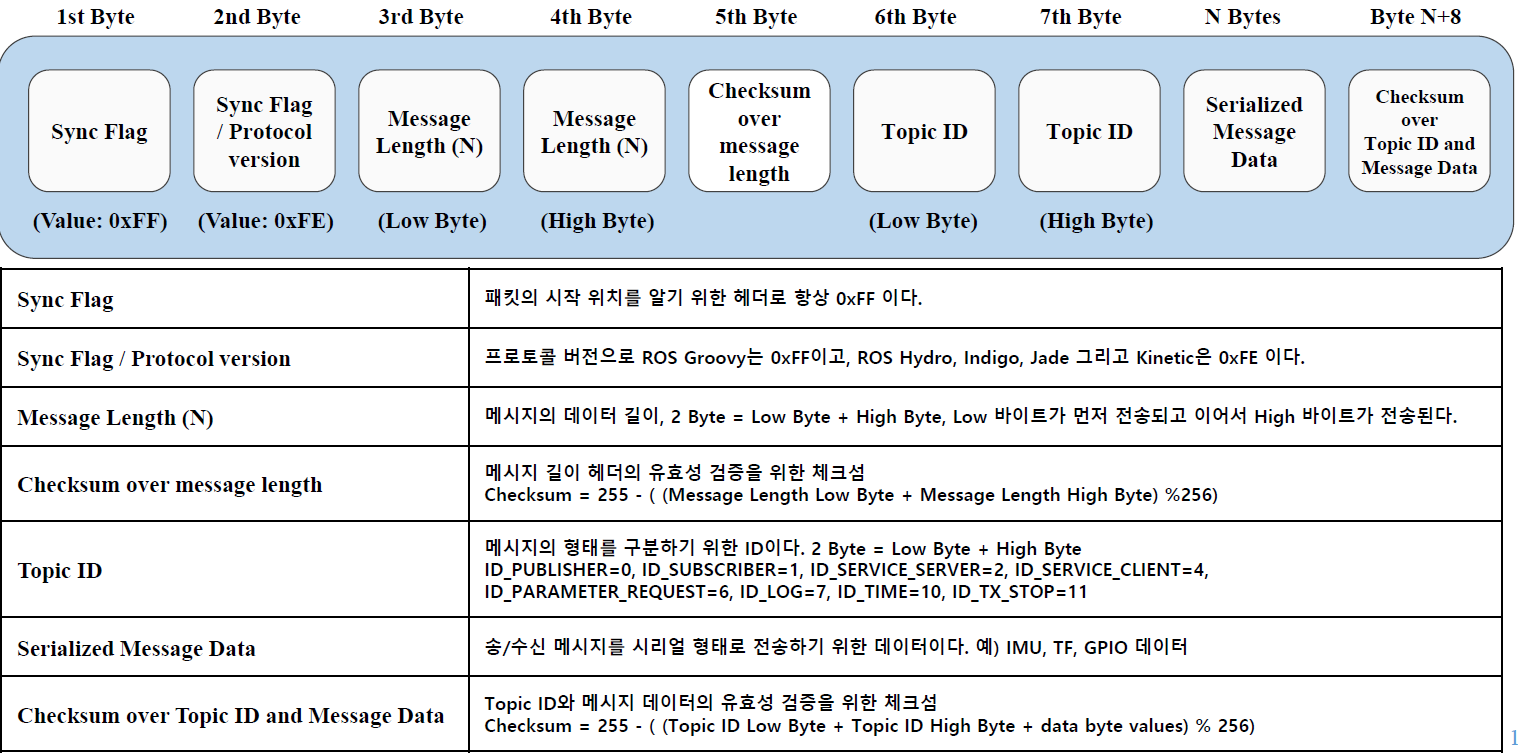 1st Byte 2nd Byte 3rd Byte 4th Byte 5th Byte 6th Byte 7th Byte N Bytes Byte N+8
Sync Flag
Sync Flag
/ Protocol
version
Message
Length (N)
Message
Length (N)
Checksum
over
message
length
Topic ID
Topic ID
Serialized
Message
Data
Checksum
over
Topic ID and
Message Data
(Value: 0xFF) (Value: 0xFE) (Low Byte) (High Byte) (Low Byte) (High Byte)
Sync Flag
패킷의 시작 위치를 알기 위한 헤더로 항상 0xFF 이다.
Sync Flag / Protocol version
프로토콜 버전으로 ROS Groovy는 0xFF이고, ROS Hydro, Indigo, Jade 그리고 Kinetic은 0xFE 이다.
Message Length (N)
메시지의 데이터 길이, 2 Byte = Low Byte + High Byte, Low 바이트가 먼저 전송되고 이어서 High 바이트가 전송된다.
Checksum over message length
메시지 길이 헤더의 유효성 검증을 위한 체크섬
Checksum = 255 - ( (Message Length Low Byte + Message Length High Byte) %256)
Topic ID
메시지의 형태를 구분하기 위한 ID이다. 2 Byte = Low Byte + High Byte
ID_PUBLISHER=0, ID_SUBSCRIBER=1, ID_SERVICE_SERVER=2, ID_SERVICE_CLIENT=4,
ID_PARAMETER_REQUEST=6, ID_LOG=7, ID_TIME=10, ID_TX_STOP=11
Serialized Message Data
송/수신 메시지를 시리얼 형태로 전송하기 위한 데이터이다. 예) IMU, TF, GPIO 데이터
Checksum over Topic ID and Message Data
Topic ID와 메시지 데이터의 유효성 검증을 위한 체크섬
Checksum = 255 - ( (Topic ID Low Byte + Topic ID High Byte + data byte values) % 256)
1